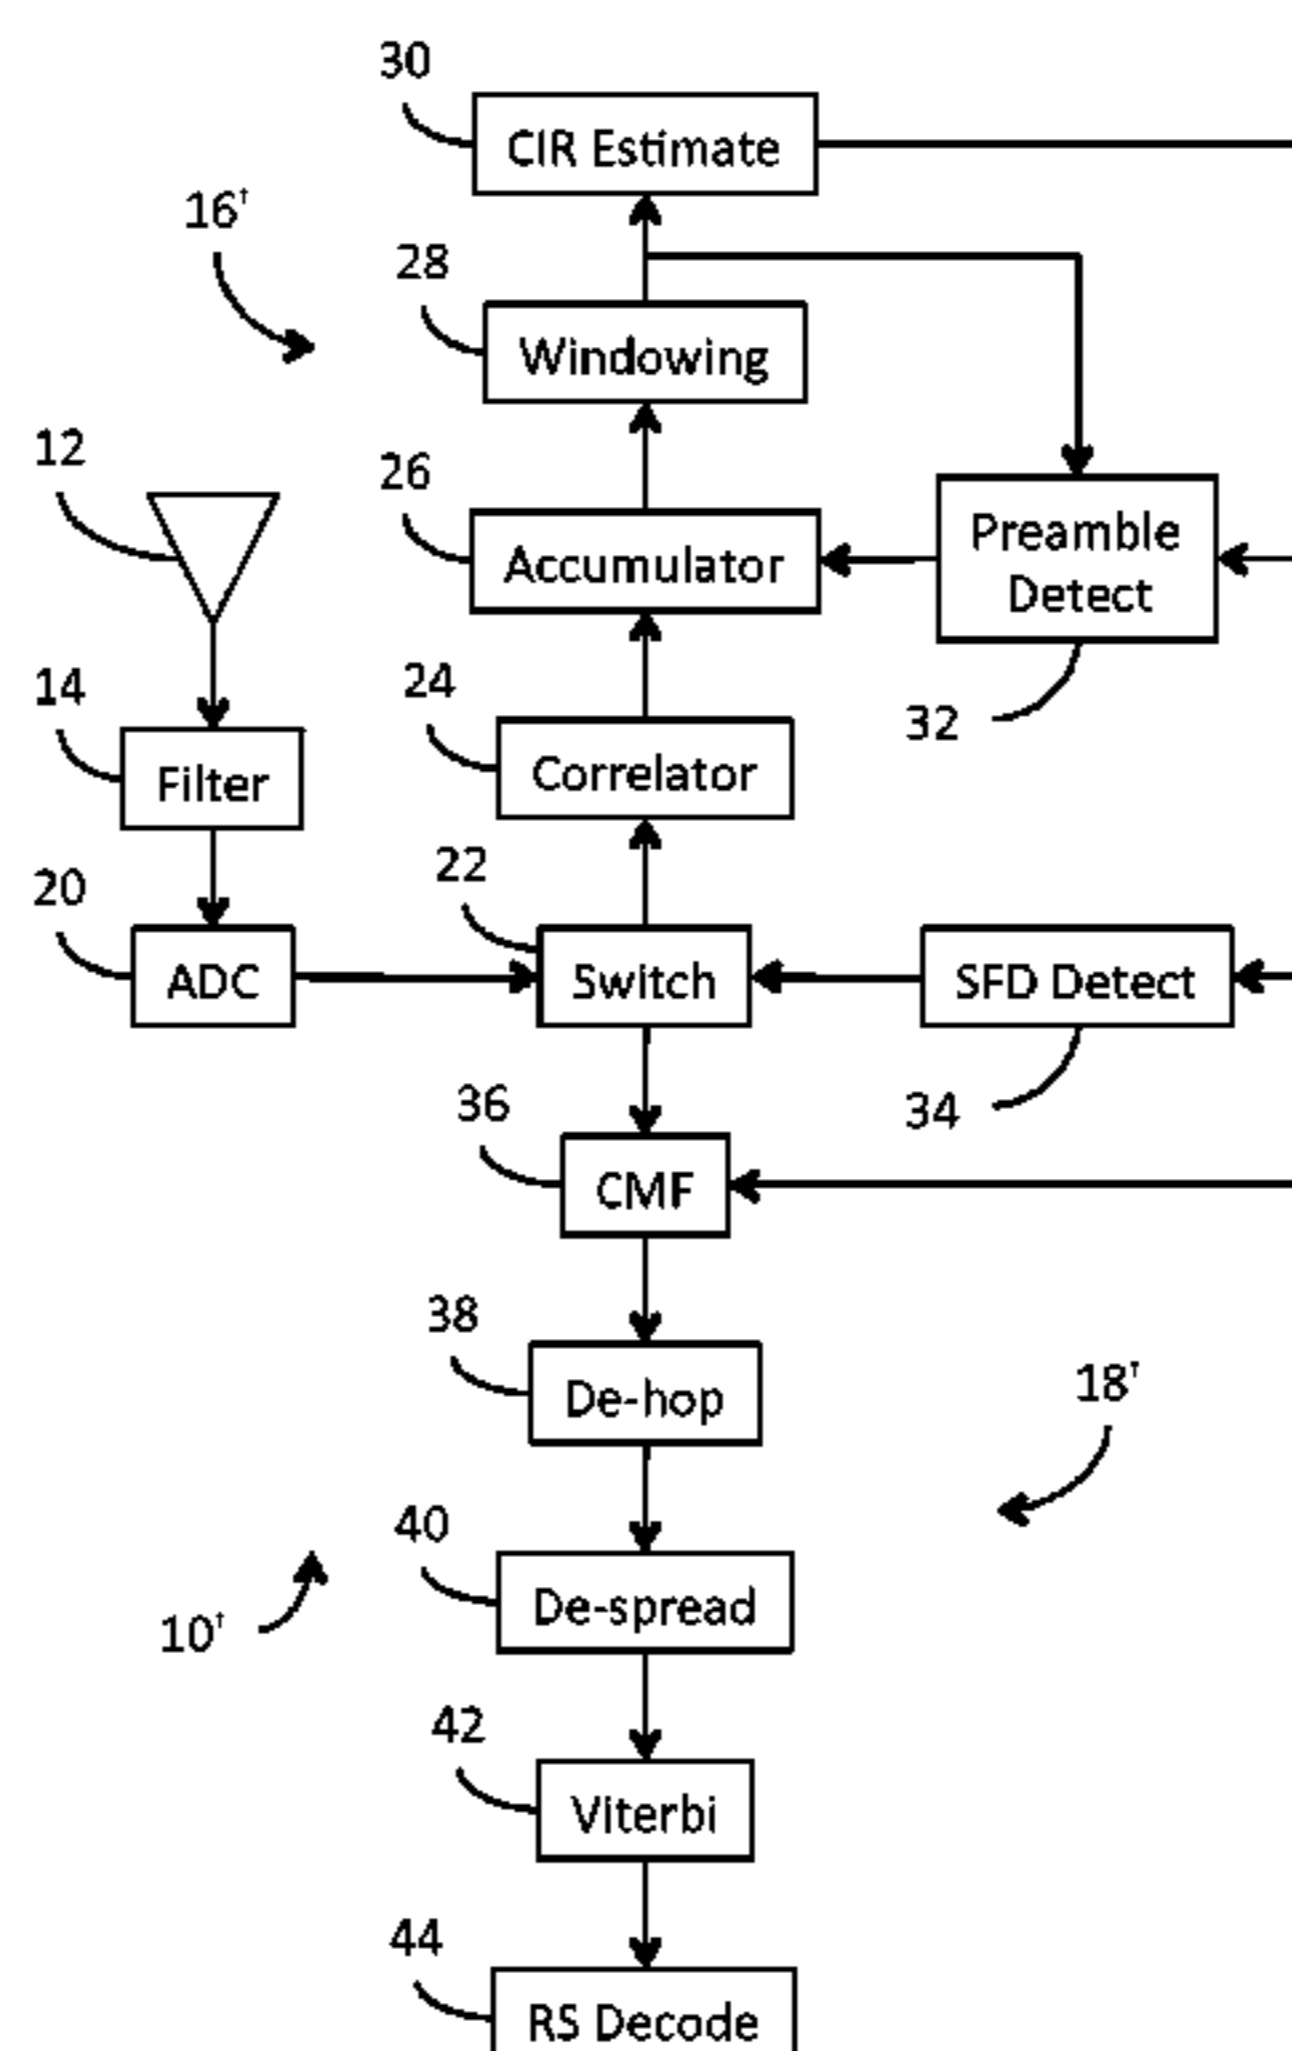 30
CIR Estimate
16'
28
Windowing
12
26
Accumulator
Preamble
Detect
14
Filter
24
Correlator
32
20
ADC
22
Switch
SFD Detect
36
CMF
34
38
De-hop
18'
40
De-spread
10'
42
Viterbi
44
RS Decode